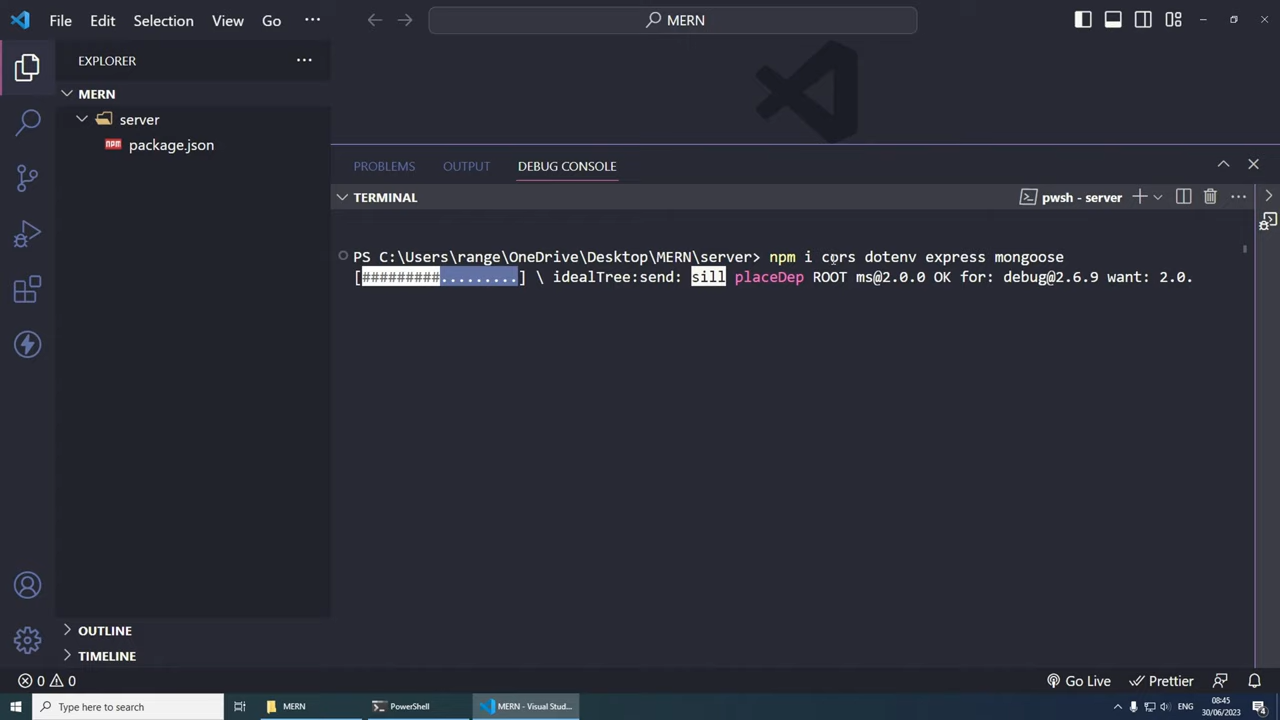 File Edit Selection View Go ···
MERN
EXPLORER ···
MERN
server
package.json
PROBLEMS OUTPUT DEBUG CONSOLE
TERMINAL
pwsh - server
PS C:\Users\range\OneDrive\Desktop\MERN\server> npm i cors dotenv express mongoose
[#########.........] \ idealTree:send: sill placeDep ROOT ms@2.0.0 OK for: debug@2.6.9 want: 2.0.
OUTLINE
TIMELINE
0 0
Go Live Prettier
Type here to search
MERN
PowerShell
MERN - Visual Stud...
ENG
08:45
30/06/2023
4